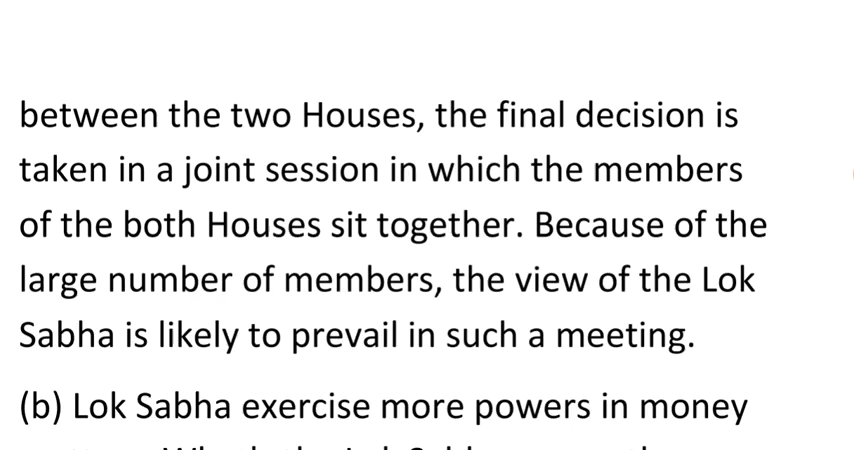 between the two Houses, the final decision is
taken in a joint session in which the members
of the both Houses sit together. Because of the
large number of members, the view of the Lok
Sabha is likely to prevail in such a meeting.
(b) Lok Sabha exercise more powers in money